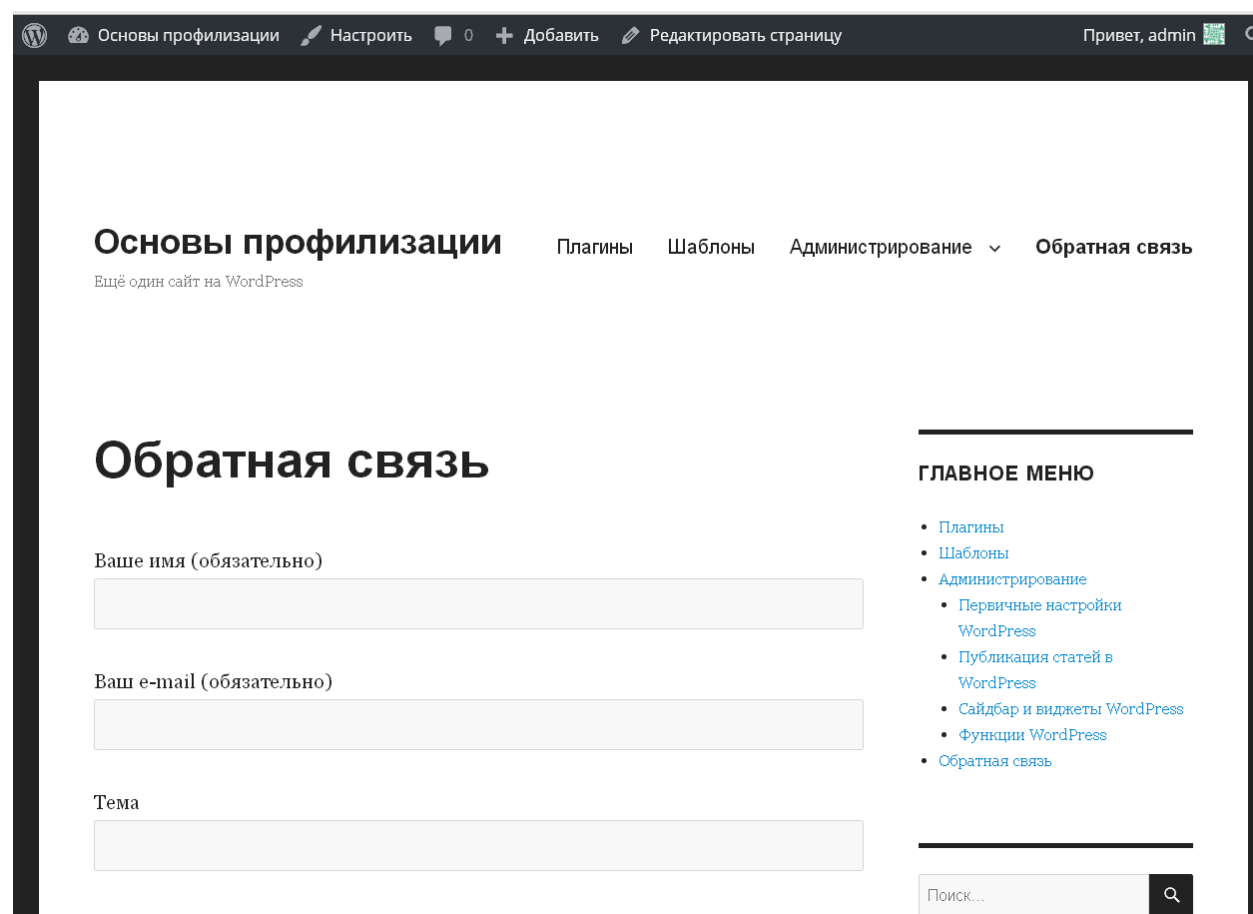 Основы профилизации Настроить 0 Добавить Редактировать страницу Привет, admin
Основы профилизации Плагины Шаблоны Администрирование Обратная связь
Ещё один сайт на WordPress
Обратная связь
Ваше имя (обязательно)
Ваш e-mail (обязательно)
Тема
ГЛАВНОЕ МЕНЮ
Плагины
Шаблоны
Администрирование
Первичные настройки
WordPress
Публикация статей в
WordPress
Сайдбар и виджеты WordPress
Функции WordPress
Обратная связь
Поиск...